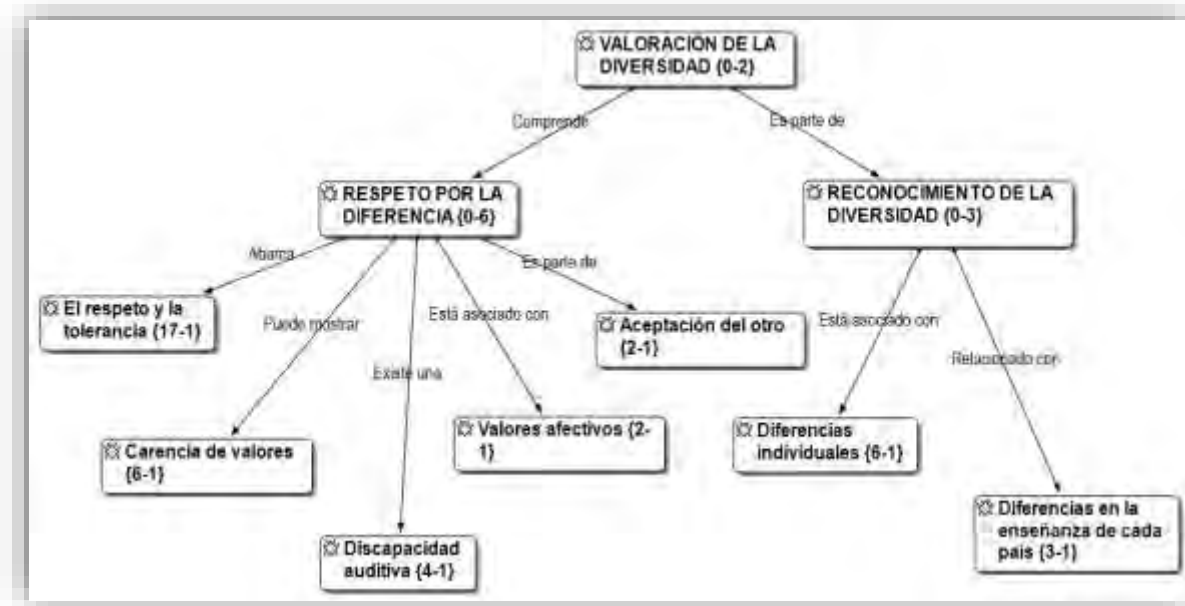 VALORACIÓN DE LA
DIVERSIDAD {0-2}
Comprende
Es parte de
RESPETO POR LA
DIFERENCIA {0-6}
RECONOCIMIENTO DE LA
DIVERSIDAD {0-3}
Abarca
Es parte de
El respeto y la
tolerancia {17-1}
Puede mostrar
Está asociado con
Aceptación del otro
{2-1}
Está asociado con
Existe una
Relacionado con
Carencia de valores
{6-1}
Valores afectivos {2-
1}
Diferencias
individuales {6-1}
Discapacidad
auditiva {4-1}
Diferencias en la
enseñanza de cada
país {3-1}